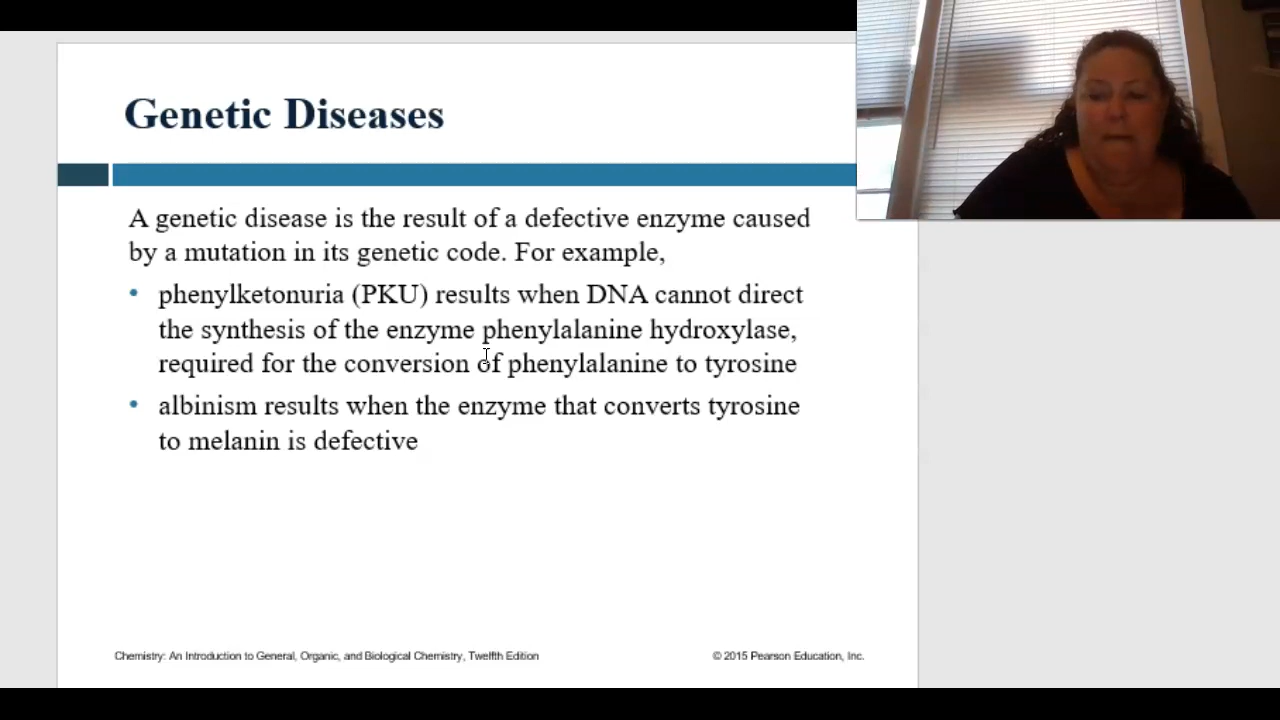 Genetic Diseases
A genetic disease is the result of a defective enzyme caused
by a mutation in its genetic code. For example,
• phenylketonuria (PKU) results when DNA cannot direct
the synthesis of the enzyme phenylalanine hydroxylase,
required for the conversion of phenylalanine to tyrosine
• albinism results when the enzyme that converts tyrosine
to melanin is defective
Chemistry: An Introduction to General, Organic, and Biological Chemistry, Twelfth Edition
© 2015 Pearson Education, Inc.